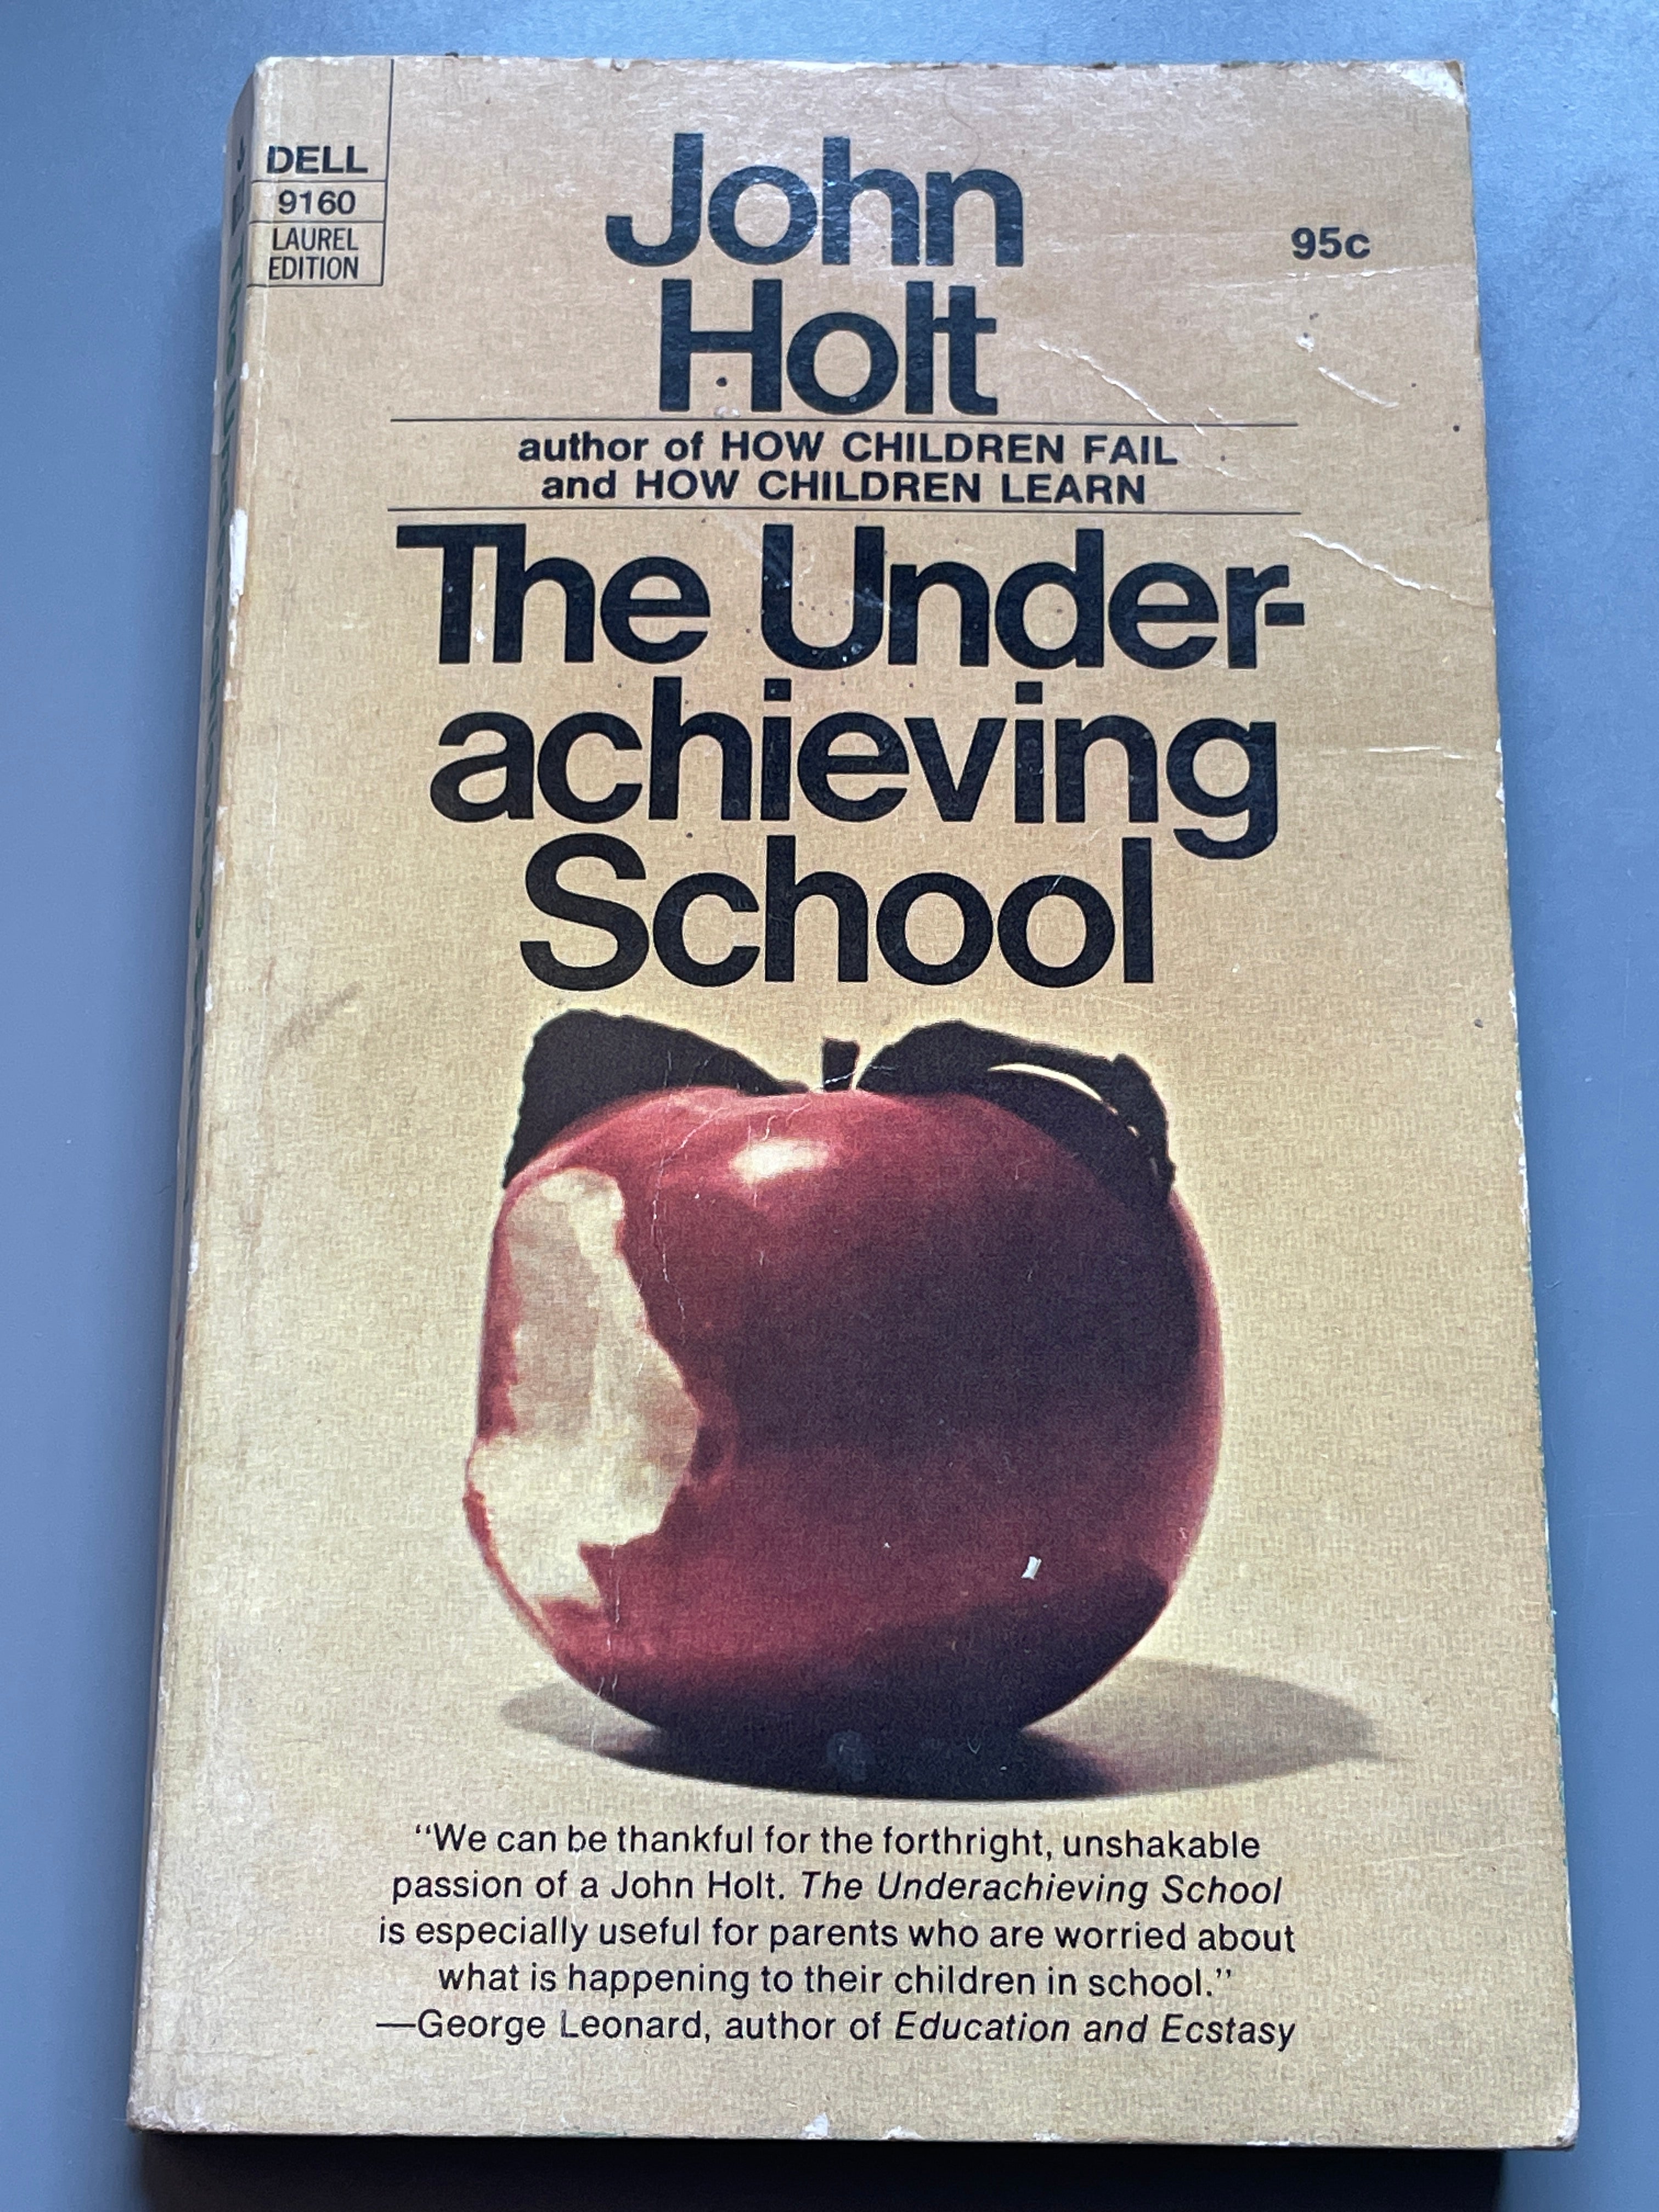 DELL
9160
LAUREL
EDITION
John
Holt
95c
author of HOW CHILDREN FAIL
and HOW CHILDREN LEARN
The Under-
achieving
School
“We can be thankful for the forthright, unshakable
passion of a John Holt. The Underachieving School
is especially useful for parents who are worried about
what is happening to their children in school.”
—George Leonard, author of Education and Ecstasy